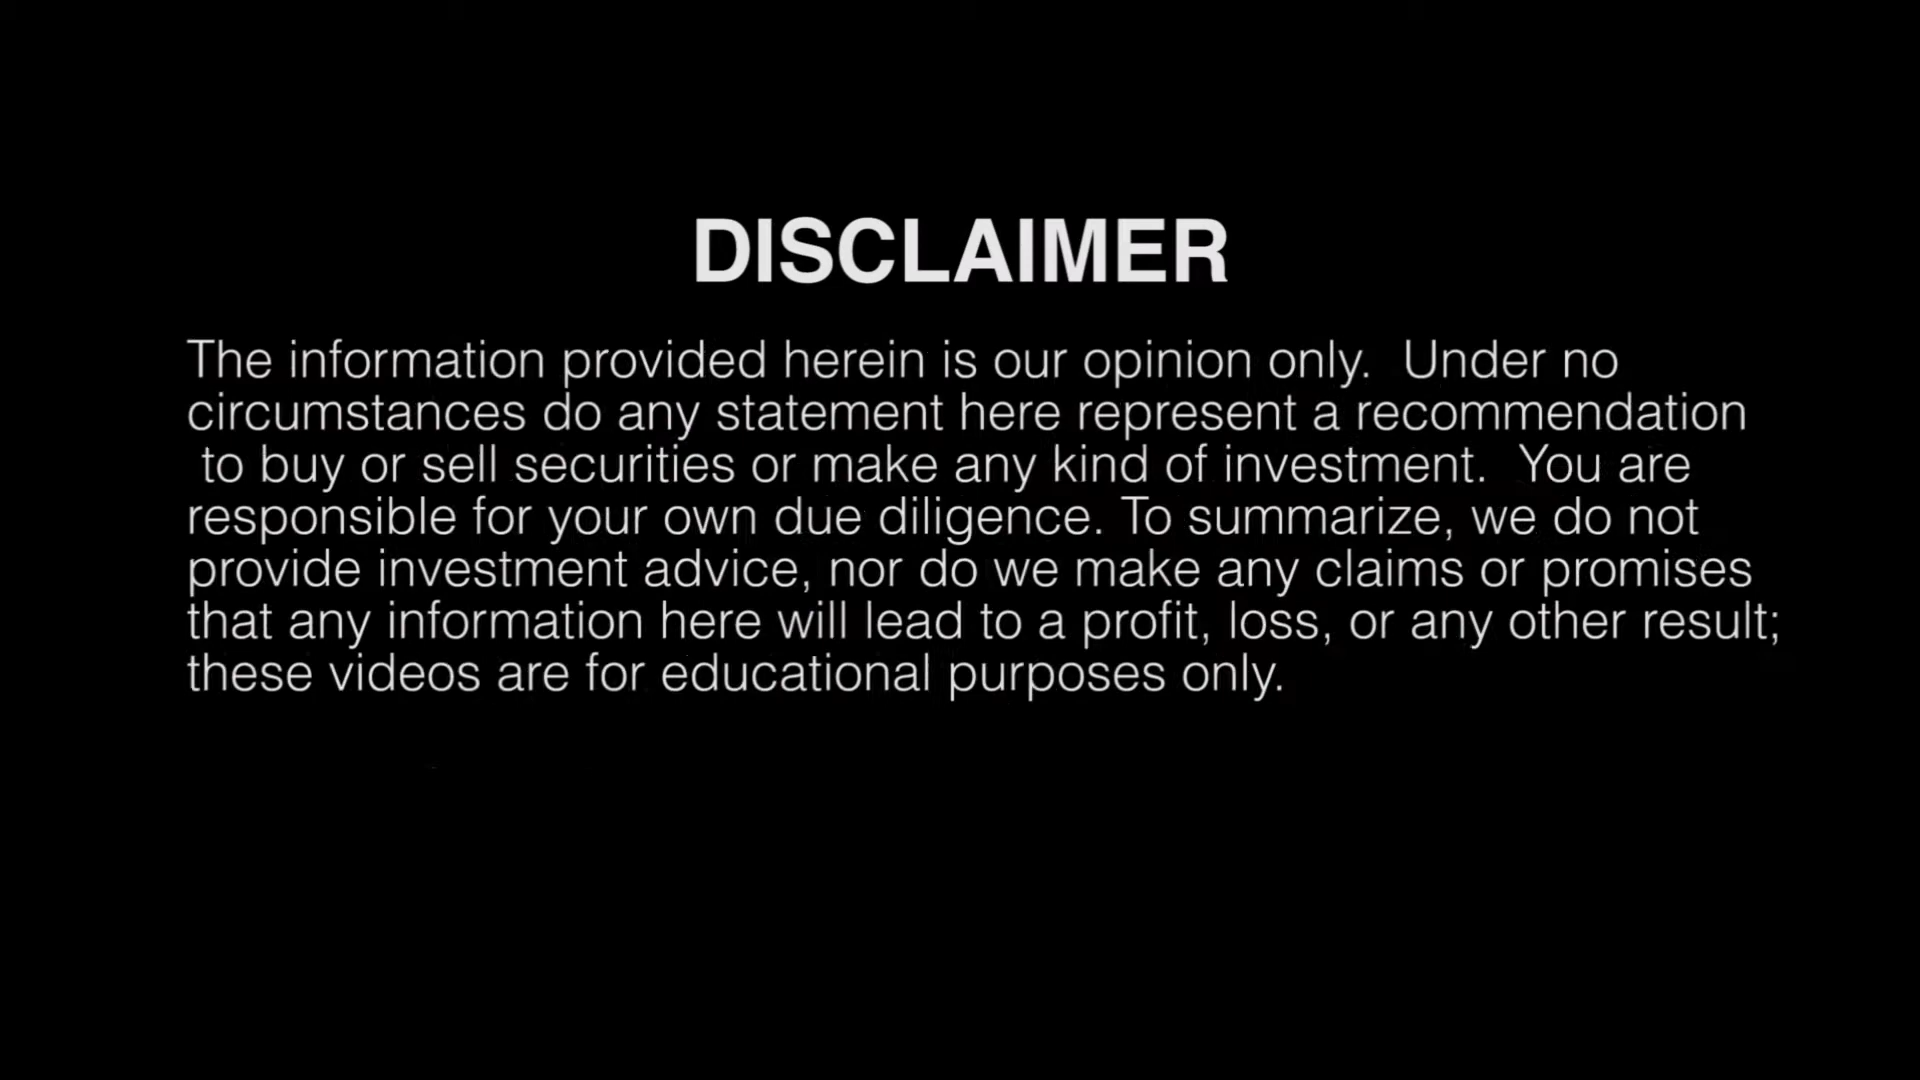 DISCLAIMER
The information provided herein is our opinion only.  Under no
circumstances do any statement here represent a recommendation
to buy or sell securities or make any kind of investment.  You are
responsible for your own due diligence. To summarize, we do not
provide investment advice, nor do we make any claims or promises
that any information here will lead to a profit, loss, or any other result;
these videos are for educational purposes only.